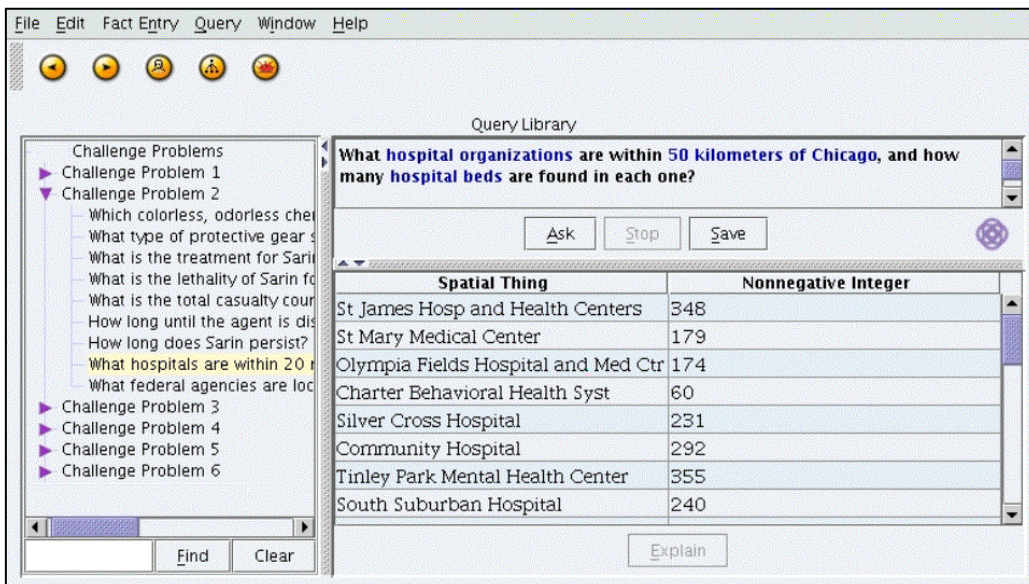 File Edit Fact Entry Query Window Help
Query Library
Challenge Problems
Challenge Problem 1
Challenge Problem 2
Which colorless, odorless che
What type of protective gear s
What is the treatment for Sari
What is the lethality of Sarin fo
What is the total casualty cour
How long until the agent is dis
How long does Sarin persist?
What hospitals are within 20 r
What federal agencies are loc
Challenge Problem 3
Challenge Problem 4
Challenge Problem 5
Challenge Problem 6
Find Clear
What hospital organizations are within 50 kilometers of Chicago, and how
many hospital beds are found in each one?
Ask Stop Save
Spatial Thing Nonnegative Integer
St James Hosp and Health Centers 348
St Mary Medical Center 179
Olympia Fields Hospital and Med Ctr 174
Charter Behavioral Health Syst 60
Silver Cross Hospital 231
Community Hospital 292
Tinley Park Mental Health Center 355
South Suburban Hospital 240
Explain